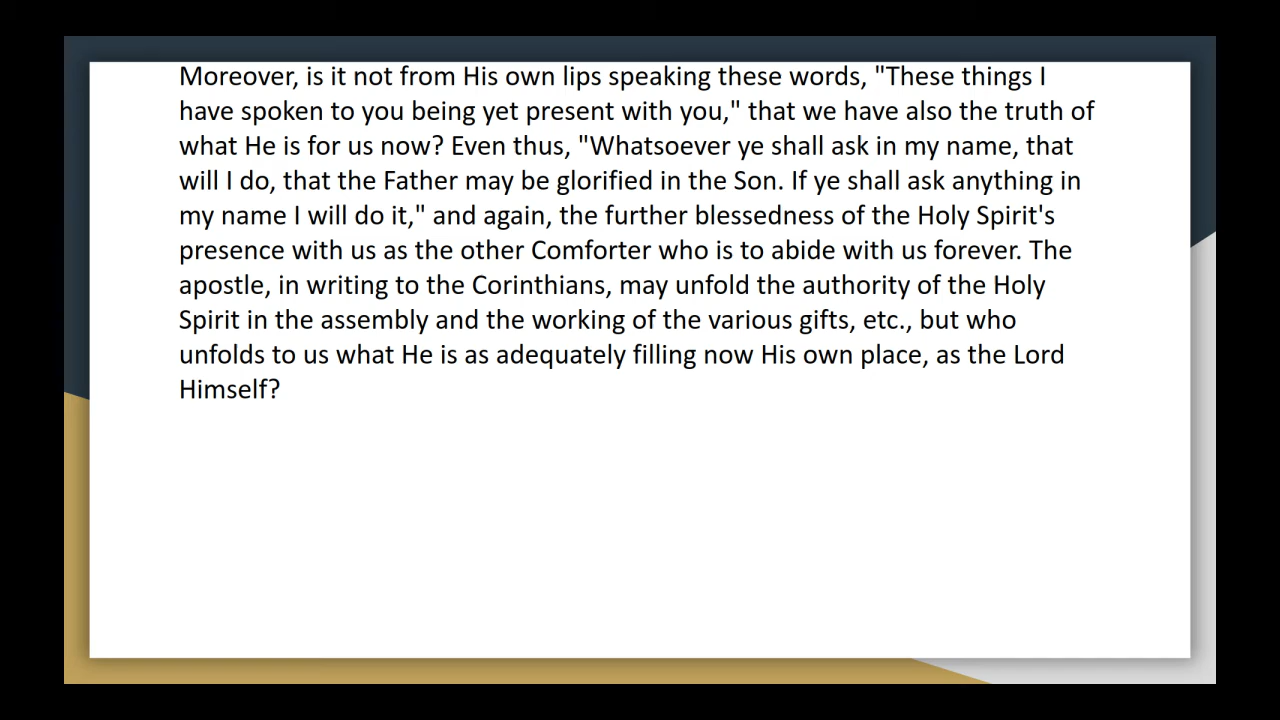 Moreover, is it not from His own lips speaking these words, "These things I
have spoken to you being yet present with you," that we have also the truth of
what He is for us now? Even thus, "Whatsoever ye shall ask in my name, that
will I do, that the Father may be glorified in the Son. If ye shall ask anything in
my name I will do it," and again, the further blessedness of the Holy Spirit's
presence with us as the other Comforter who is to abide with us forever. The
apostle, in writing to the Corinthians, may unfold the authority of the Holy
Spirit in the assembly and the working of the various gifts, etc., but who
unfolds to us what He is as adequately filling now His own place, as the Lord
Himself?